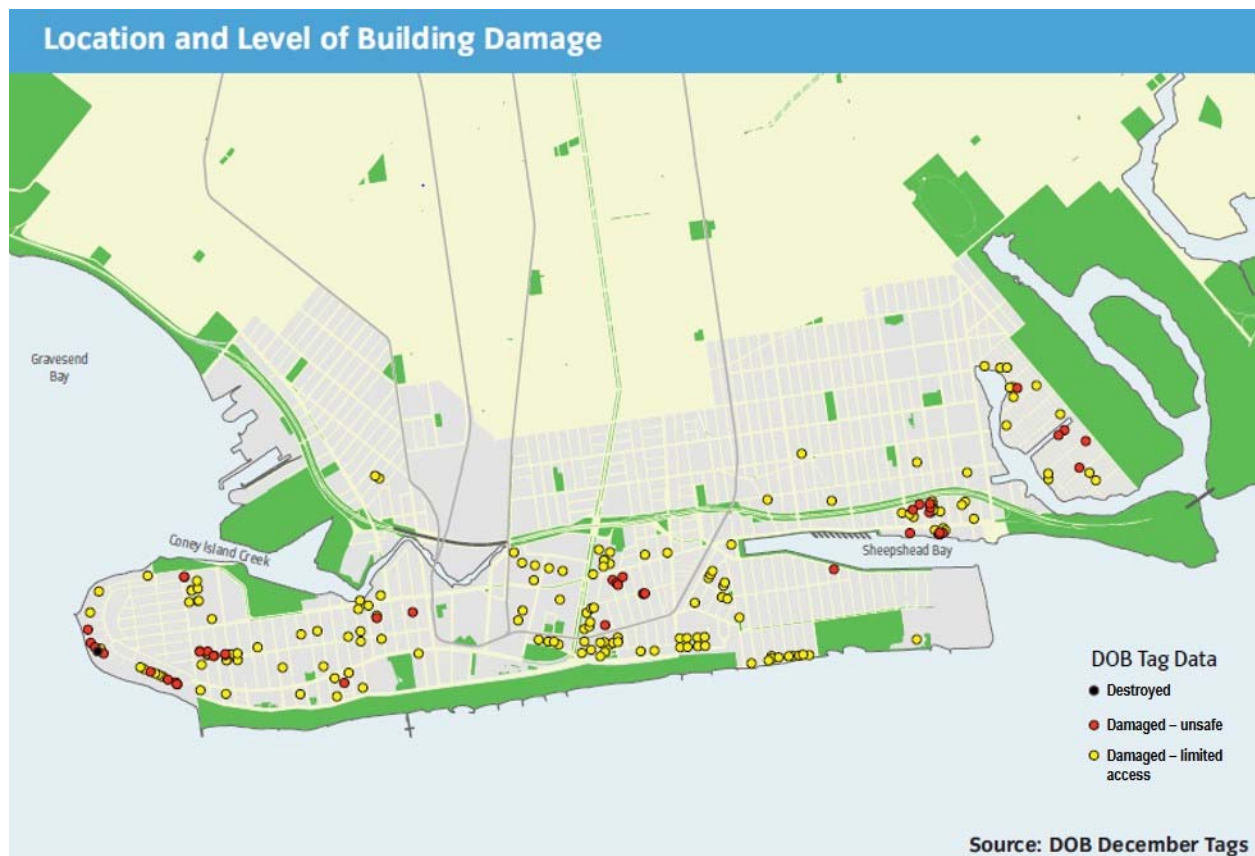 Location and Level of Building Damage
Gravesend
Bay
Coney Island Creek
Sheepshead Bay
DOB Tag Data
Destroyed
Damaged – unsafe
Damaged – limited
access
Source: DOB December Tags